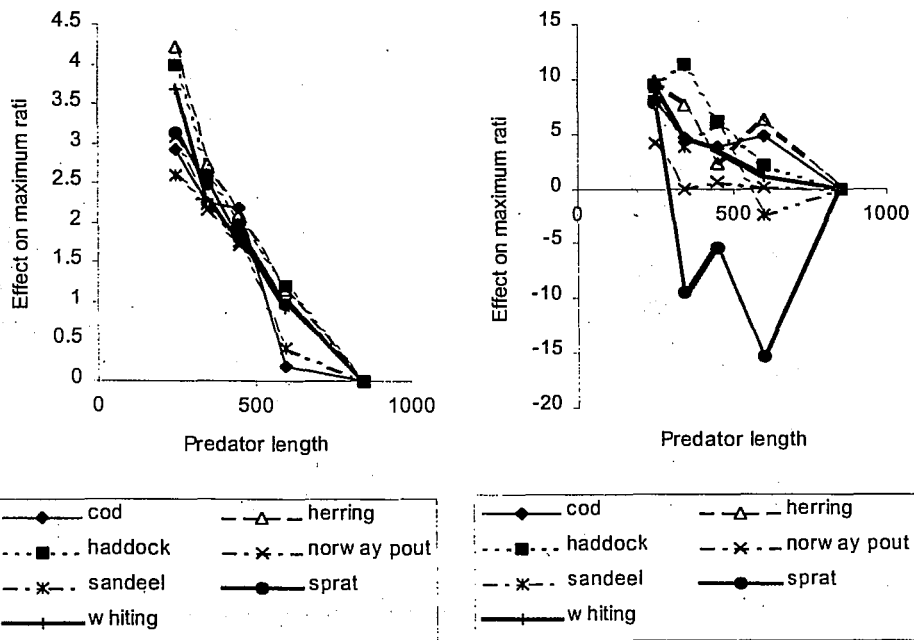 4.5
4
3.5
3
2.5
2
1.5
1
0.5
0
0
500
1000
Effect on maximum rati
Predator length
cod
herring
haddock
norw ay pout
sandeel
sprat
w hiting
15
10
5
0
-5
-10
-15
-20
0
500
1000
Effect on maximum rati
Predator length
cod
herring
haddock
norw ay pout
sandeel
sprat
w hiting